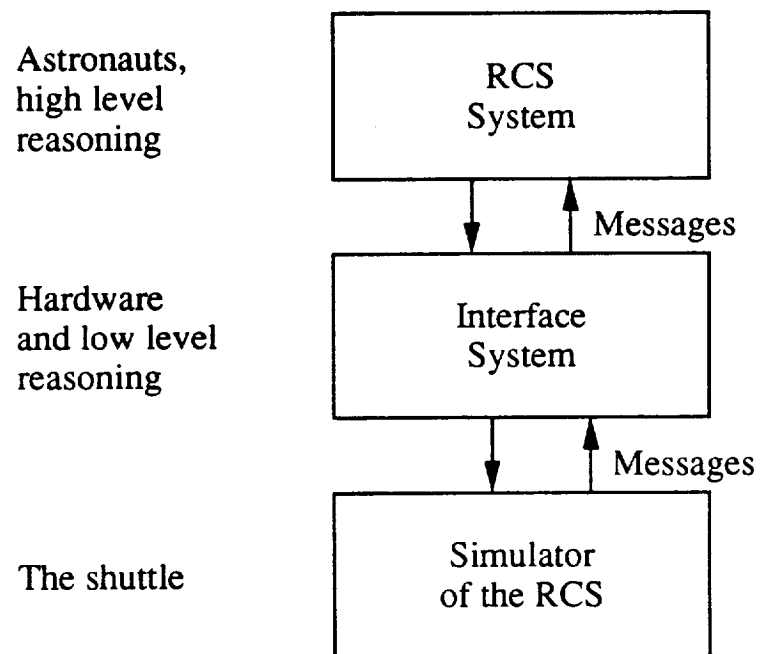 Astronauts,
high level
reasoning
RCS
System
Messages
Hardware
and low level
reasoning
Interface
System
Messages
The shuttle
Simulator
of the RCS